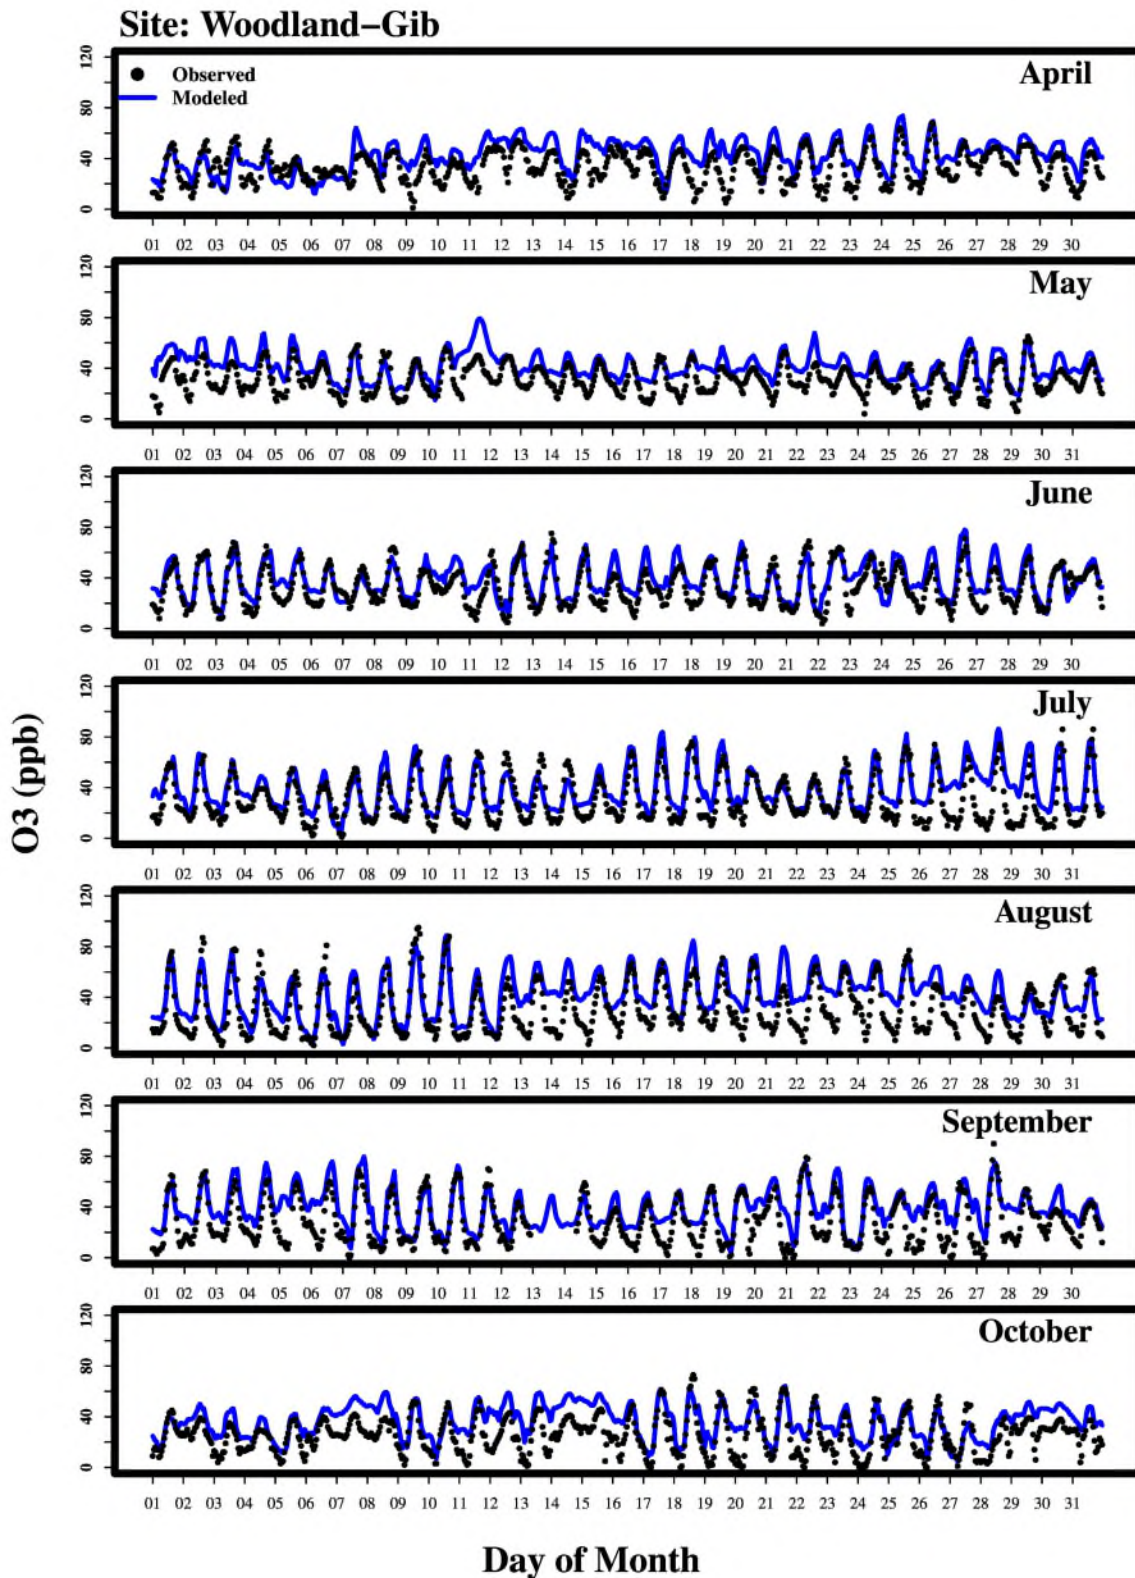 Site: Woodland–Gib
Observed
Modeled
April
0 40 80 120
01 02 03 04 05 06 07 08 09 10 11 12 13 14 15 16 17 18 19 20 21 22 23 24 25 26 27 28 29 30
May
0 40 80 120
01 02 03 04 05 06 07 08 09 10 11 12 13 14 15 16 17 18 19 20 21 22 23 24 25 26 27 28 29 30 31
June
0 40 80 120
01 02 03 04 05 06 07 08 09 10 11 12 13 14 15 16 17 18 19 20 21 22 23 24 25 26 27 28 29 30
July
0 40 80 120
01 02 03 04 05 06 07 08 09 10 11 12 13 14 15 16 17 18 19 20 21 22 23 24 25 26 27 28 29 30 31
O3 (ppb)
August
0 40 80 120
01 02 03 04 05 06 07 08 09 10 11 12 13 14 15 16 17 18 19 20 21 22 23 24 25 26 27 28 29 30 31
September
0 40 80 120
01 02 03 04 05 06 07 08 09 10 11 12 13 14 15 16 17 18 19 20 21 22 23 24 25 26 27 28 29 30
October
0 40 80 120
01 02 03 04 05 06 07 08 09 10 11 12 13 14 15 16 17 18 19 20 21 22 23 24 25 26 27 28 29 30 31
Day of Month